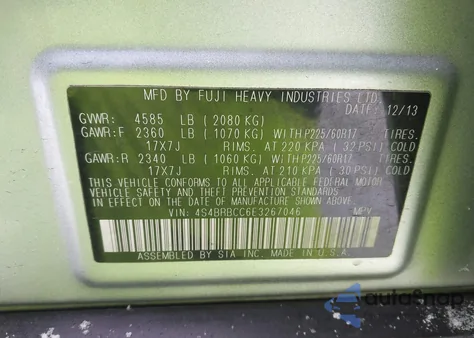 MFD BY FUJI HEAVY INDUSTRIES LTD.
DATE: 12/13
GVWR: 4585 LB (2080 KG)
GAWR:F 2360 LB (1070 KG) WITH P225/60R17 TIRES.
17X7J RIMS. AT 220 KPA (32 PSI) COLD
GAWR:R 2340 LB (1060 KG) WITH P225/60R17 TIRES.
17X7J RIMS. AT 210 KPA (30 PSI) COLD
THIS VEHICLE CONFORMS TO ALL APPLICABLE FEDERAL MOTOR
VEHICLE SAFETY AND THEFT PREVENTION STANDARDS
IN EFFECT ON THE DATE OF MANUFACTURE SHOWN ABOVE.
VIN: 4S4BRBCC6E3267046 MPV
ASSEMBLED BY SIA INC. MADE IN U.S.A.
autoSnap